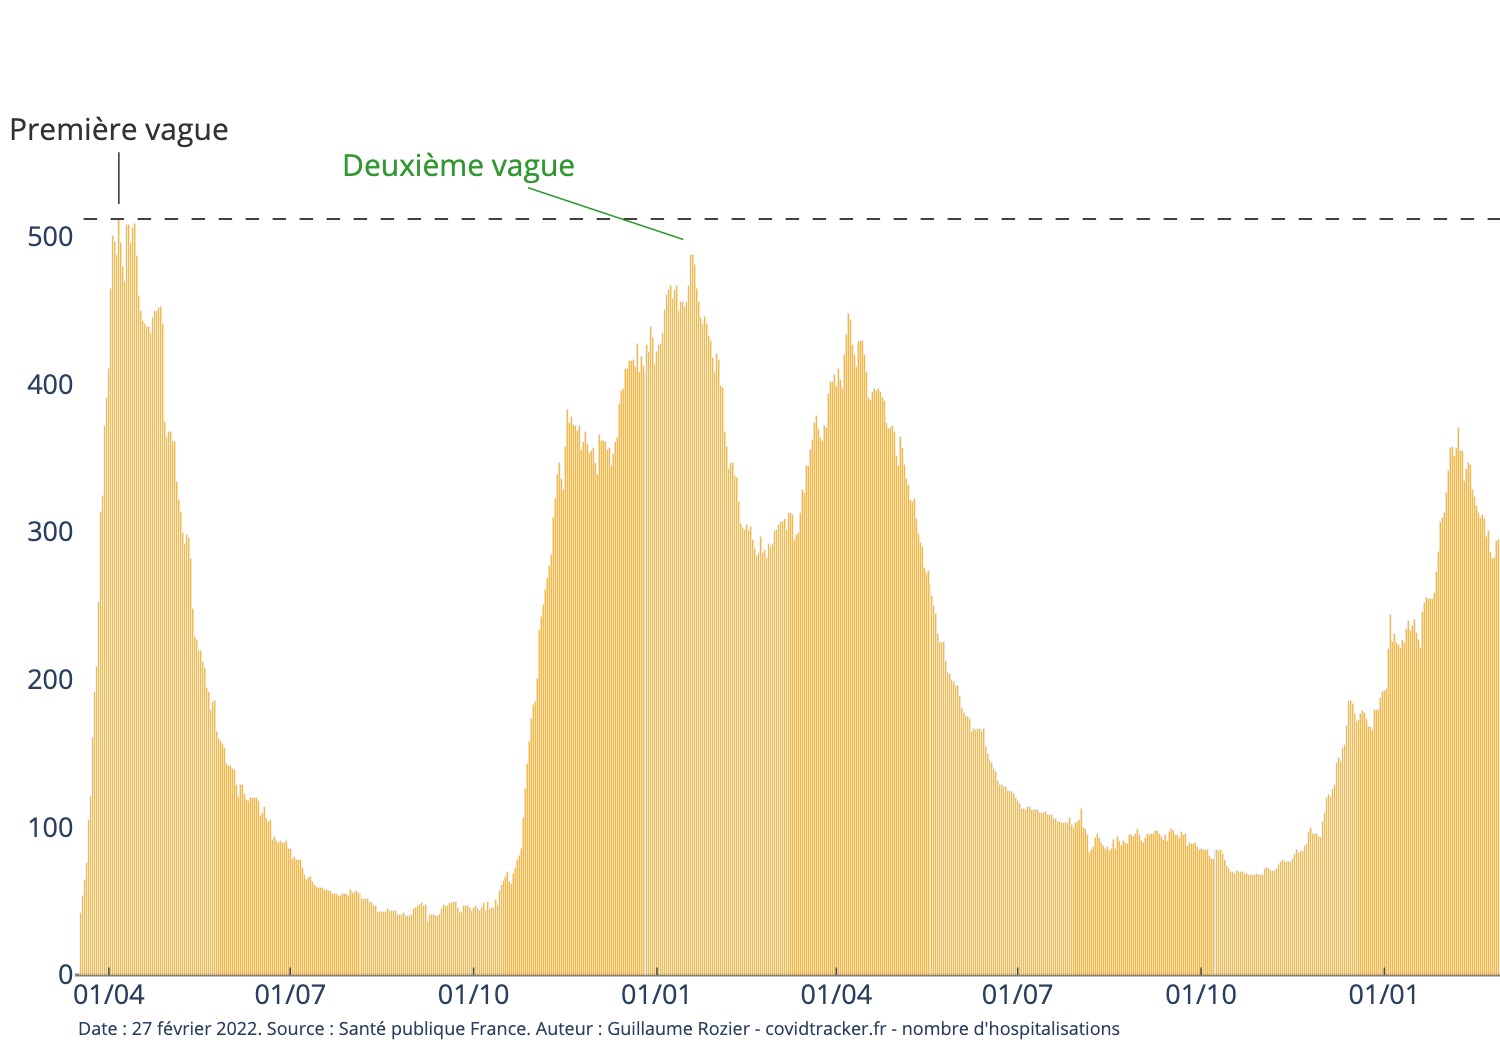 Première vague
Deuxième vague
500
400
300
200
100
0
01/04 01/07 01/10 01/01 01/04 01/07 01/10 01/01
Date : 27 février 2022. Source : Santé publique France. Auteur : Guillaume Rozier - covidtracker.fr - nombre d'hospitalisations